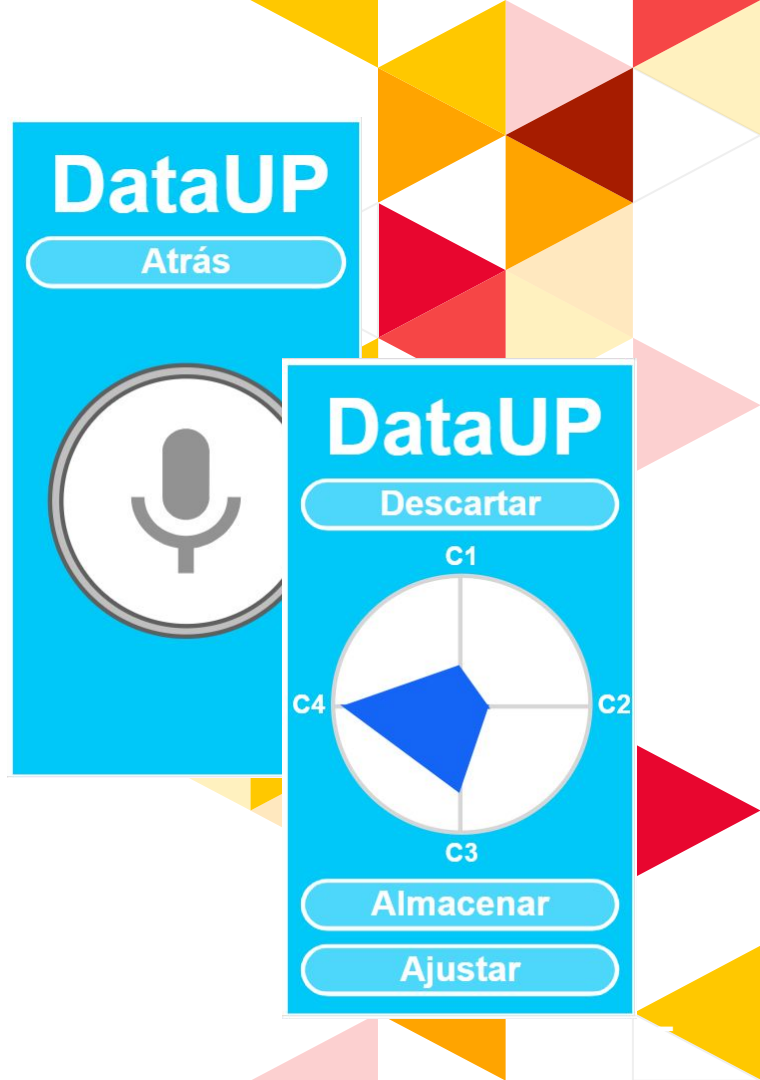 DataUP
Atrás
DataUP
Descartar
C1
C4
C2
C3
Almacenar
Ajustar